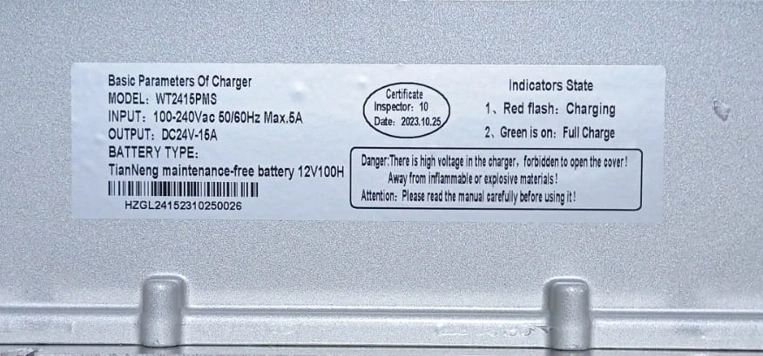 Basic Parameters Of Charger
MODEL: WT2415PMS
INPUT: 100-240Vac 50/60Hz Max.5A
OUTPUT: DC24V-15A
BATTERY TYPE:
TianNeng maintenance-free battery 12V100H
HZGL24152310250026
Certificate
Inspector: 10
Date: 2023.10.25
Indicators State
1、Red flash: Charging
2、Green is on: Full Charge
Danger:There is high voltage in the charger, forbidden to open the cover!
Away from inflammable or explosive materials!
Attention: Please read the manual carefully before using it!